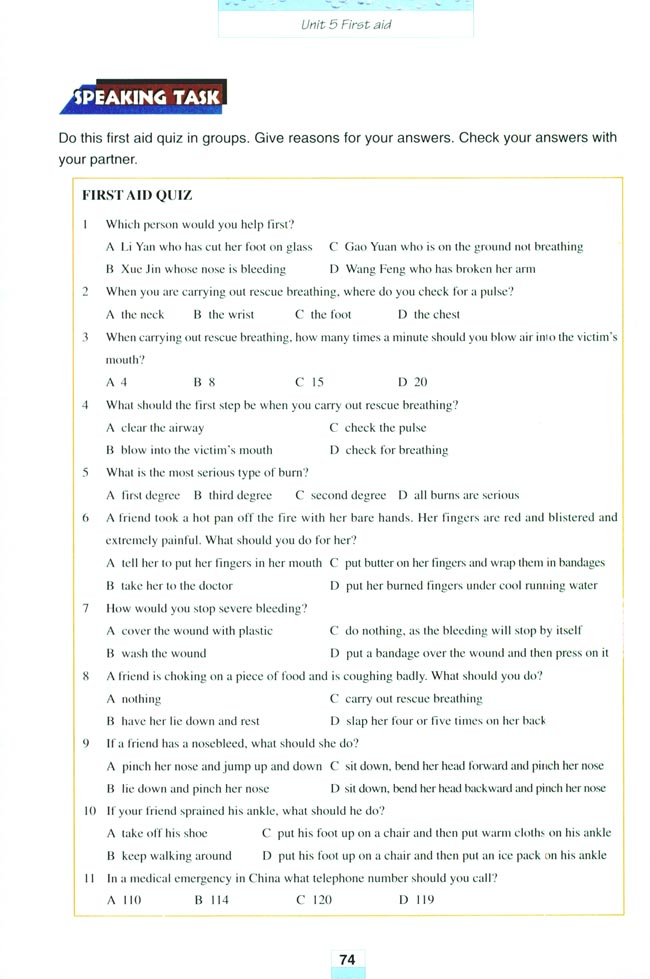 Unit 5 First aid
SPEAKING TASK
Do this first aid quiz in groups. Give reasons for your answers. Check your answers with
your partner.
FIRST AID QUIZ
1 Which person would you help first?
A Li Yan who has cut her foot on glass C Gao Yuan who is on the ground not breathing
B Xue Jin whose nose is bleeding D Wang Feng who has broken her arm
2 When you are carrying out rescue breathing, where do you check for a pulse?
A the neck B the wrist C the foot D the chest
3 When carrying out rescue breathing, how many times a minute should you blow air into the victim's
mouth?
A 4 B 8 C 15 D 20
4 What should the first step be when you carry out rescue breathing?
A clear the airway C check the pulse
B blow into the victim's mouth D check for breathing
5 What is the most serious type of burn?
A first degree B third degree C second degree D all burns are serious
6 A friend took a hot pan off the fire with her bare hands. Her fingers are red and blistered and
extremely painful. What should you do for her?
A tell her to put her fingers in her mouth C put butter on her fingers and wrap them in bandages
B take her to the doctor D put her burned fingers under cool running water
7 How would you stop severe bleeding?
A cover the wound with plastic C do nothing, as the bleeding will stop by itself
B wash the wound D put a bandage over the wound and then press on it
8 A friend is choking on a piece of food and is coughing badly. What should you do?
A nothing C carry out rescue breathing
B have her lie down and rest D slap her four or five times on her back
9 If a friend has a nosebleed, what should she do?
A pinch her nose and jump up and down C sit down, bend her head forward and pinch her nose
B lie down and pinch her nose D sit down, bend her head backward and pinch her nose
10 If your friend sprained his ankle, what should he do?
A take off his shoe C put his foot up on a chair and then put warm cloths on his ankle
B keep walking around D put his foot up on a chair and then put an ice pack on his ankle
11 In a medical emergency in China what telephone number should you call?
A 110 B 114 C 120 D 119
74